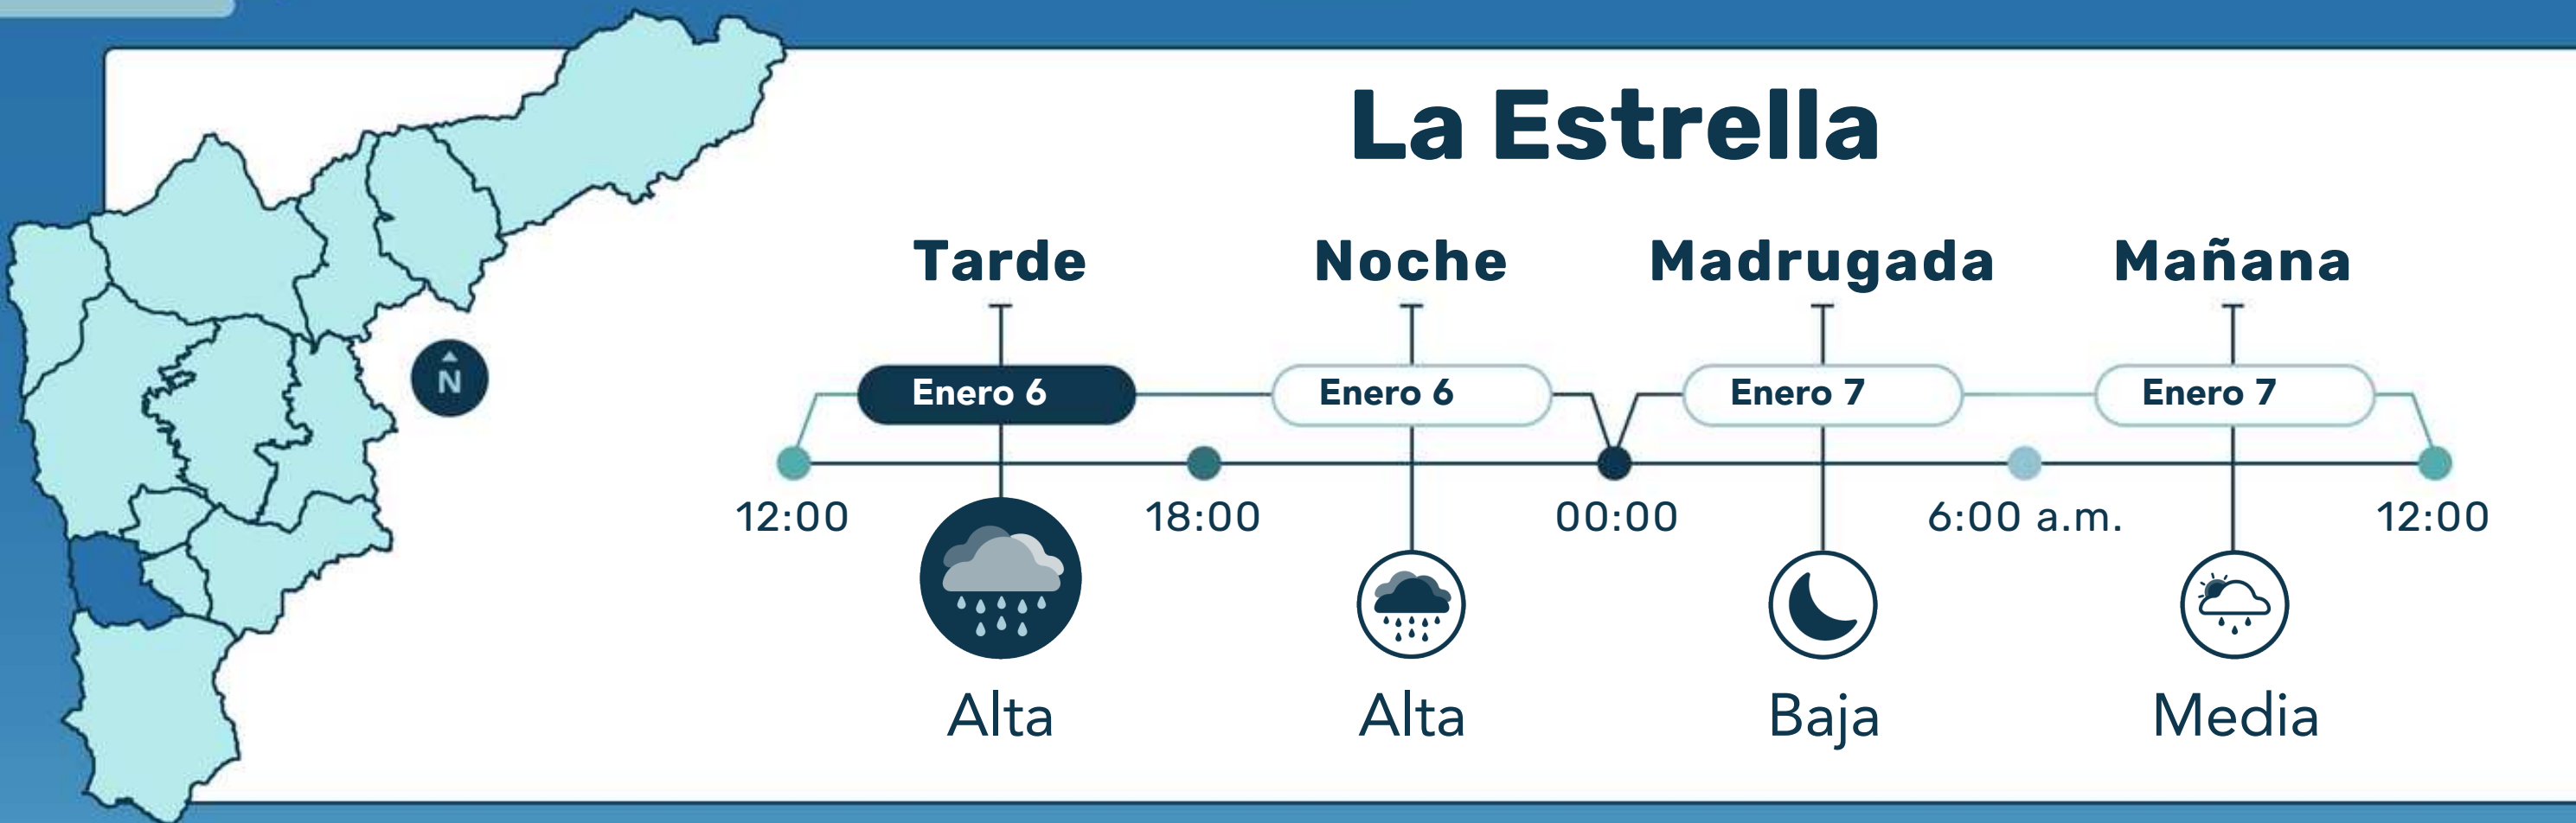 La Estrella
Tarde Noche Madrugada Mañana
Enero 6 Enero 6 Enero 7 Enero 7
N
12:00 18:00 00:00 6:00 a.m. 12:00
Alta Alta Baja Media